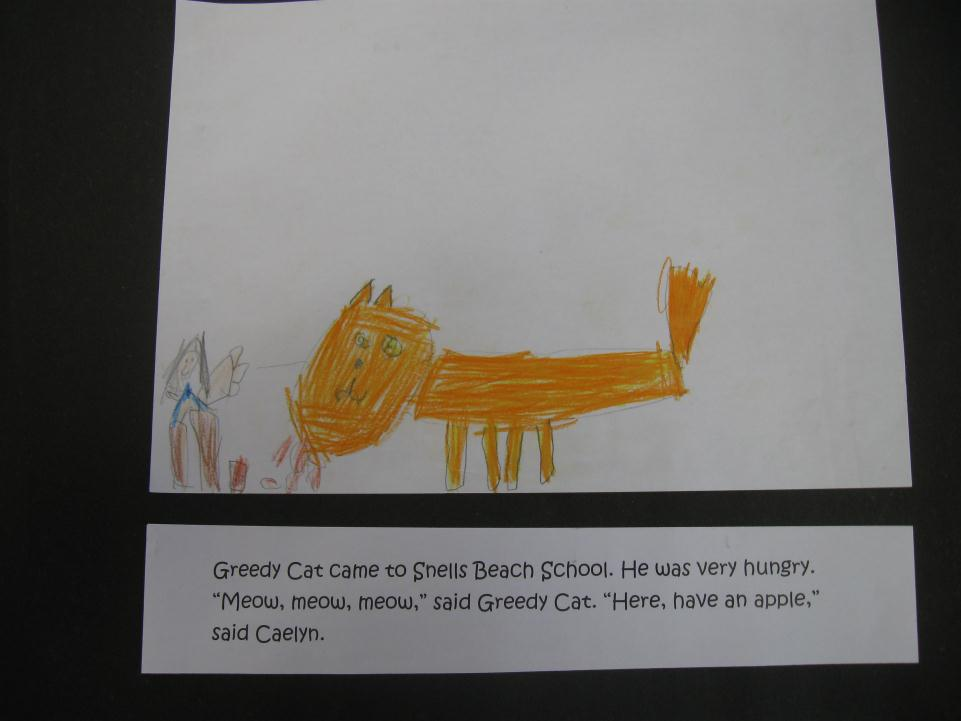 Greedy Cat came to Snells Beach School. He was very hungry.
“Meow, meow, meow,” said Greedy Cat. “Here, have an apple,”
said Caelyn.